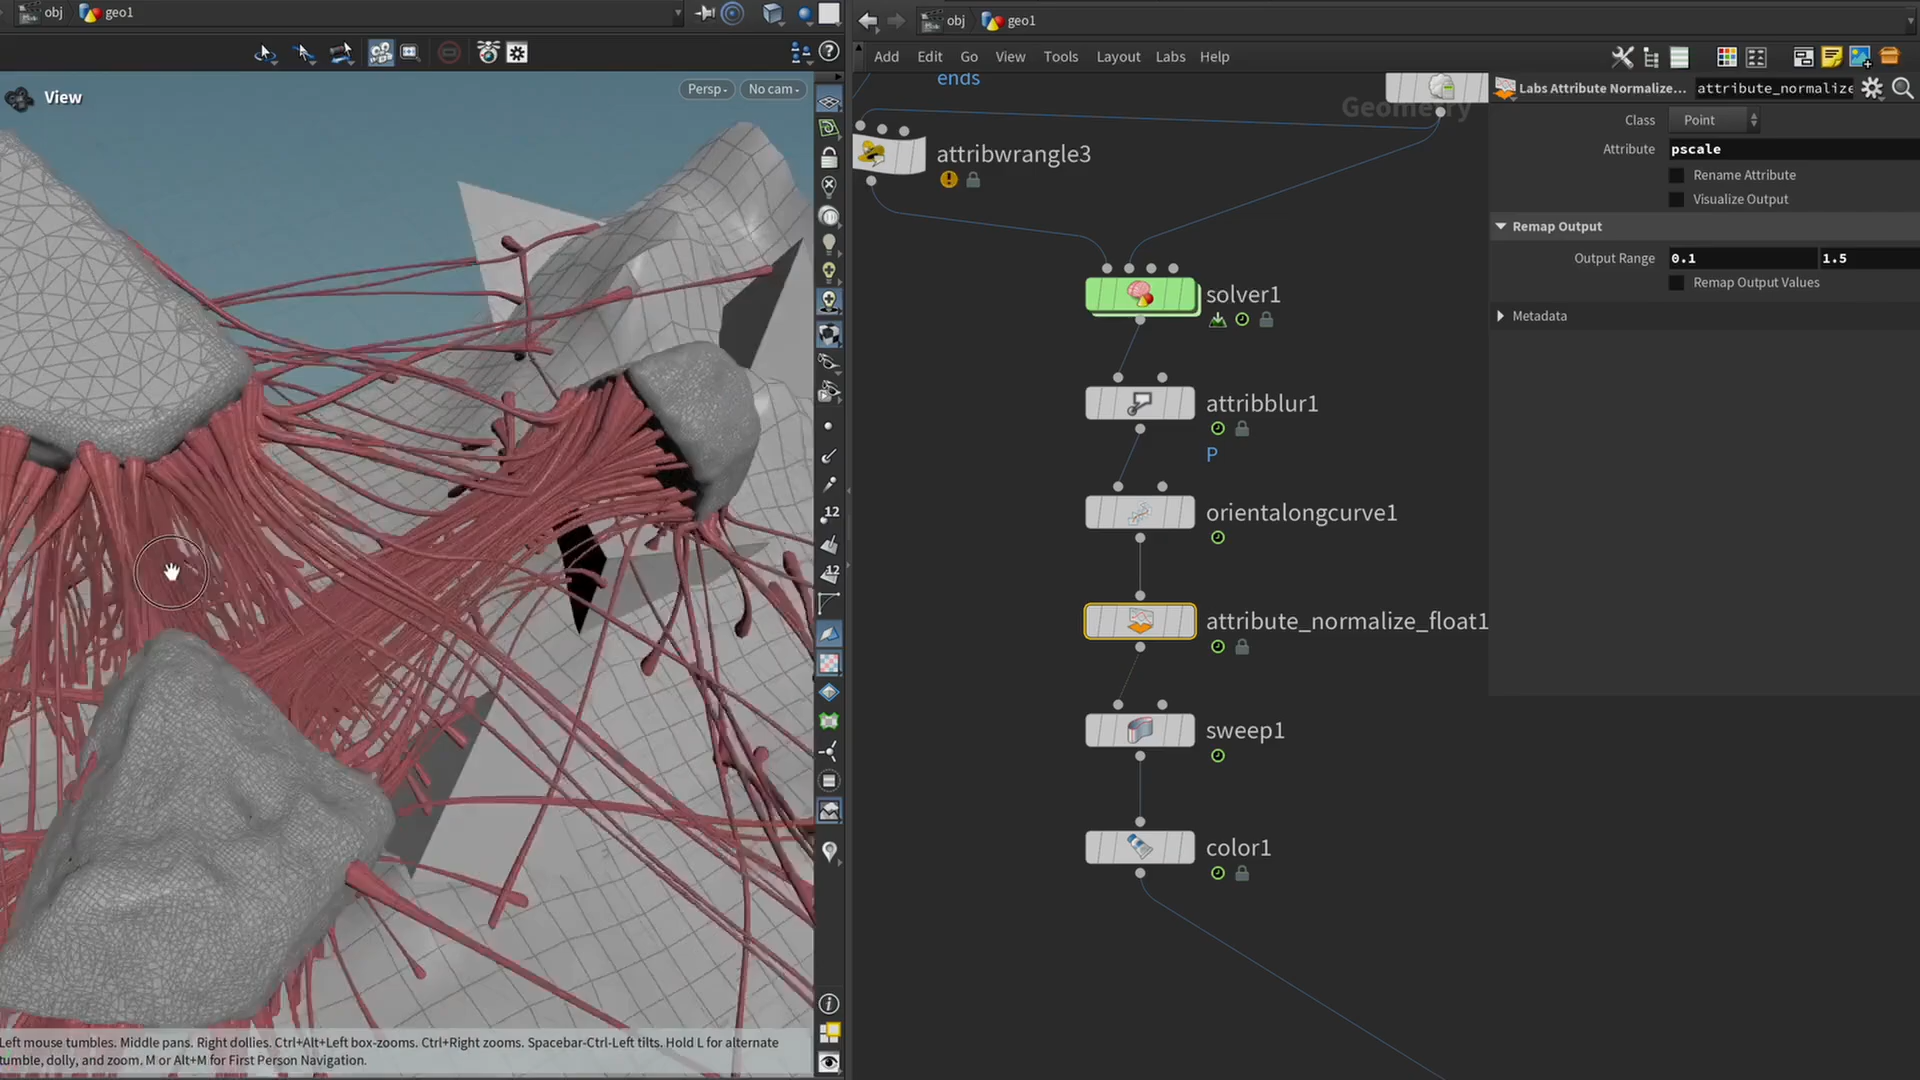 obj
geo1
View
Persp
No cam
12
12
Left mouse tumbles. Middle pans. Right dollies. Ctrl+Alt+Left box-zooms. Ctrl+Right zooms. Spacebar-Ctrl-Left tilts. Hold L for alternate
tumble, dolly, and zoom. M or Alt+M for First Person Navigation.
obj
geo1
Add
Edit
Go
View
Tools
Layout
Labs
Help
ends
Geometry
attribwrangle3
solver1
attribblur1
P
orientalongcurve1
attribute_normalize_float1
sweep1
color1
Labs Attribute Normalize...
attribute_normalize
Class
Point
Attribute
pscale
Rename Attribute
Visualize Output
Remap Output
Output Range
0.1
1.5
Remap Output Values
Metadata